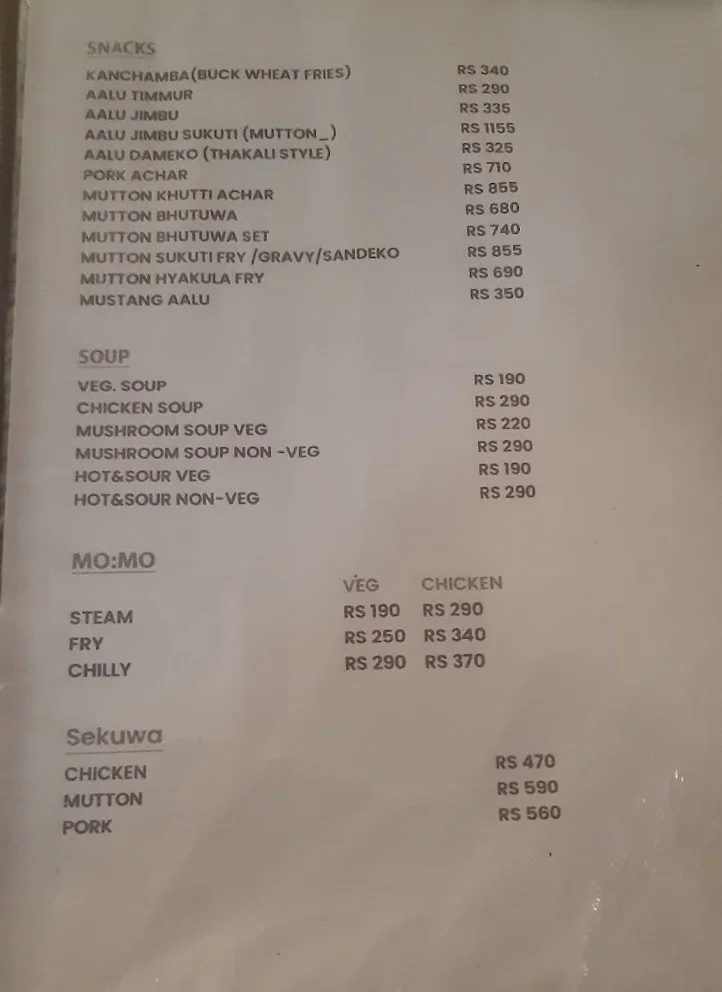 SNACKS
KANCHAMBA(BUCK WHEAT FRIES) RS 340
AALU TIMMUR RS 290
AALU JIMBU RS 335
AALU JIMBU SUKUTI (MUTTON_) RS 1155
AALU DAMEKO (THAKALI STYLE) RS 325
PORK ACHAR RS 710
MUTTON KHUTTI ACHAR RS 855
MUTTON BHUTUWA RS 680
MUTTON BHUTUWA SET RS 740
MUTTON SUKUTI FRY /GRAVY/SANDEKO RS 855
MUTTON HYAKULA FRY RS 690
MUSTANG AALU RS 350
SOUP
VEG. SOUP RS 190
CHICKEN SOUP RS 290
MUSHROOM SOUP VEG RS 220
MUSHROOM SOUP NON -VEG RS 290
HOT&SOUR VEG RS 190
HOT&SOUR NON-VEG RS 290
MO:MO
VEG CHICKEN
STEAM RS 190 RS 290
FRY RS 250 RS 340
CHILLY RS 290 RS 370
Sekuwa
CHICKEN RS 470
MUTTON RS 590
PORK RS 560